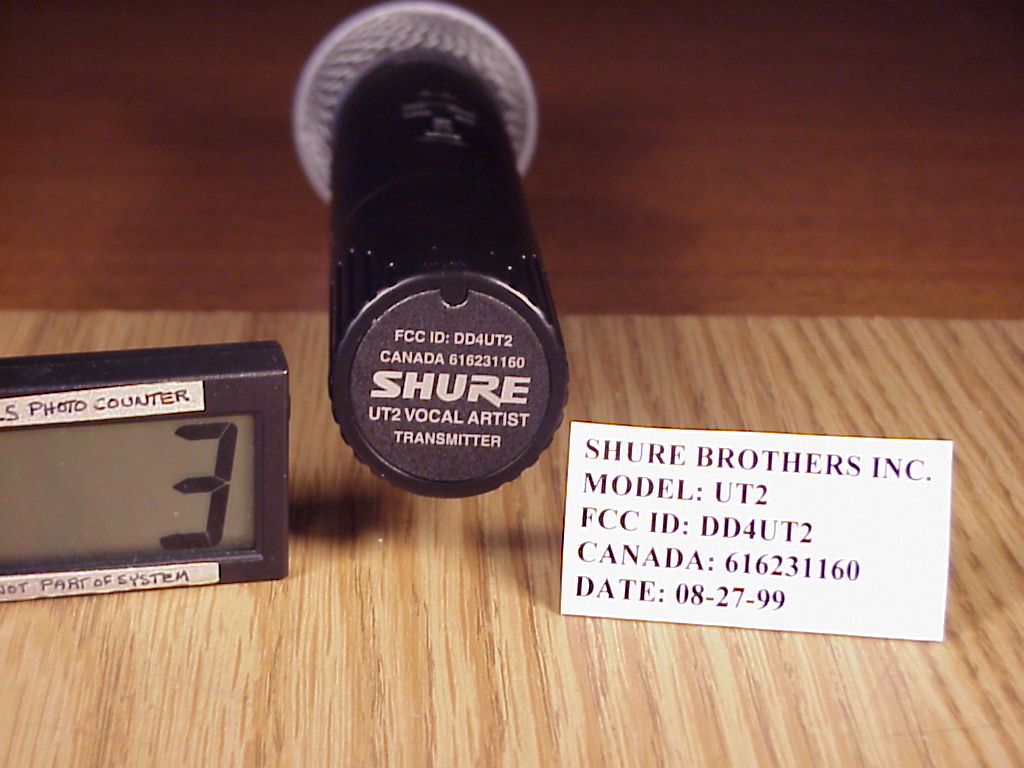 FCC ID: DD4UT2
CANADA 616231160
SHURE
UT2 VOCAL ARTIST
TRANSMITTER
PHOTO COUNTER
3
NOT PART OF SYSTEM
SHURE BROTHERS INC.
MODEL: UT2
FCC ID: DD4UT2
CANADA: 616231160
DATE: 08-27-99